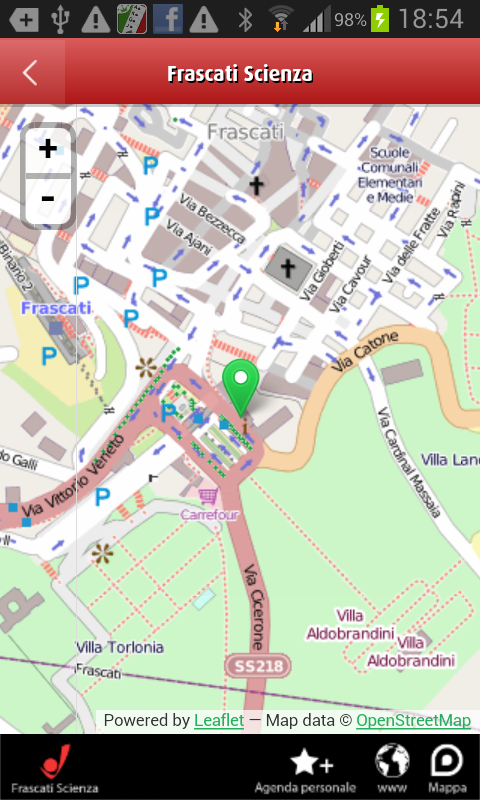 98% 18:54
Frascati Scienza
+
-
Frascati
Scuole
Comunali
Elementari
e Medie
Via Rapini
Via Bezzecca
Via Ajani
Via Gioberti
Via Cavour
Via delle Fratte
Binario 2
Frascati
P
P
P
P
P
P
P
P
Via Catone
Via Cardinal Massaia
i
do Galli
Via Vittorio Veneto
Villa Lanc
Carrefour
Via Cicerone
Villa
Aldobrandini
Villa
Aldobrandini
Villa Torlonia
Frascati
SS218
Powered by Leaflet — Map data © OpenStreetMap
Frascati Scienza
Agenda personale
www
Mappa